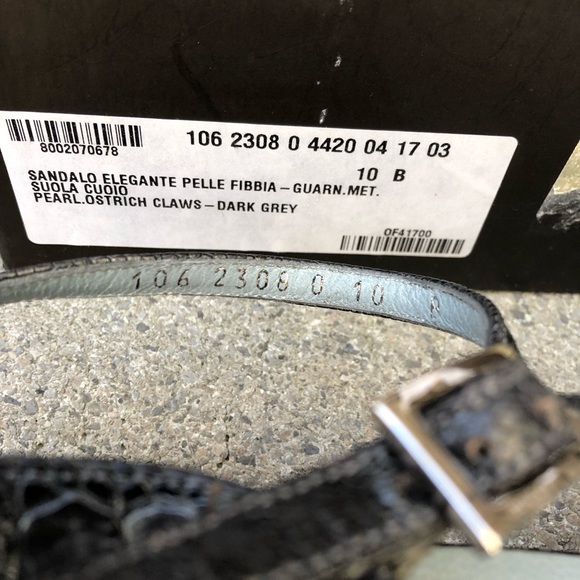 8002070678
106 2308 0 4420 04 17 03
10 B
SANDALO ELEGANTE PELLE FIBBIA-GUARN.MET.
SUOLA CUOIO
PEARL.OSTRICH CLAWS-DARK GREY
OF41700
106 2308 0 10